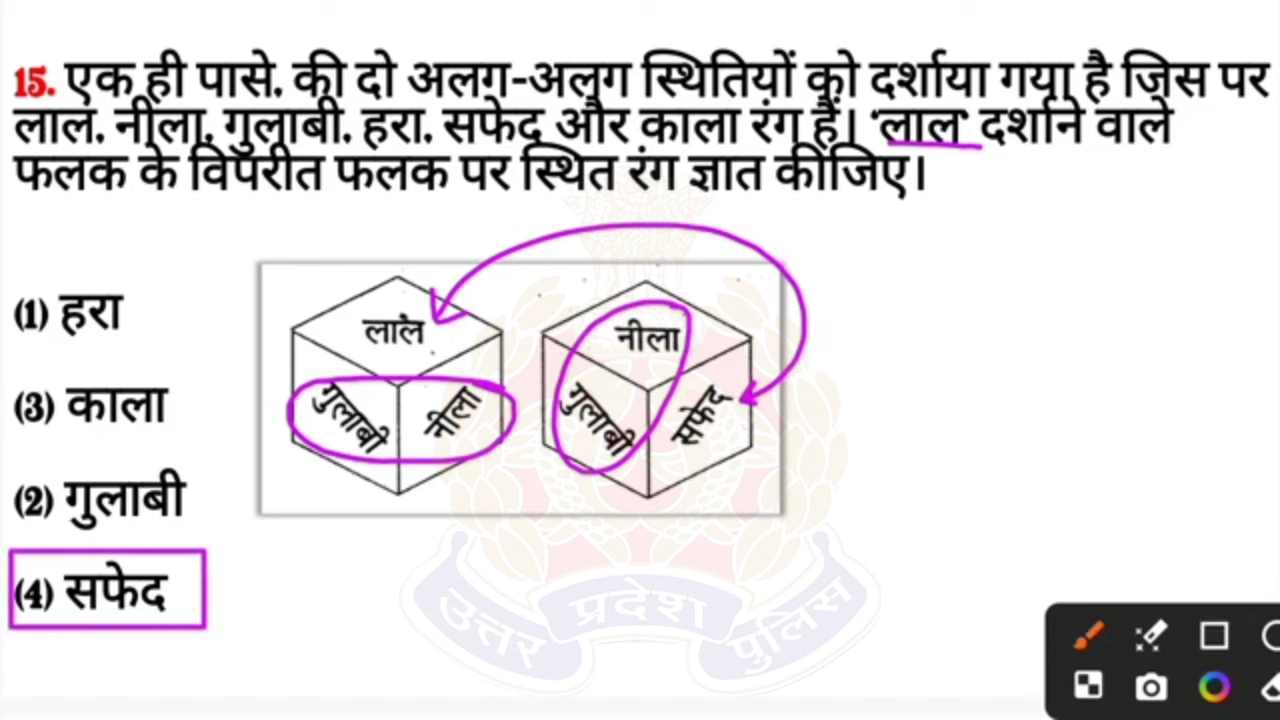 15. एक ही पासे. की दो अलग-अलग स्थितियों को दर्शाया गया है जिस पर
लाल. नीला. गुलाबी. हरा. सफेद और काला रंग हैं। 'लाल' दर्शाने वाले
फलक के विपरीत फलक पर स्थित रंग ज्ञात कीजिए।
(1) हरा
(3) काला
(2) गुलाबी
(4) सफेद
लाल
गुलाबी
नीला
नीला
गुलाबी
सफेद
उत्तर प्रदेश पुलिस